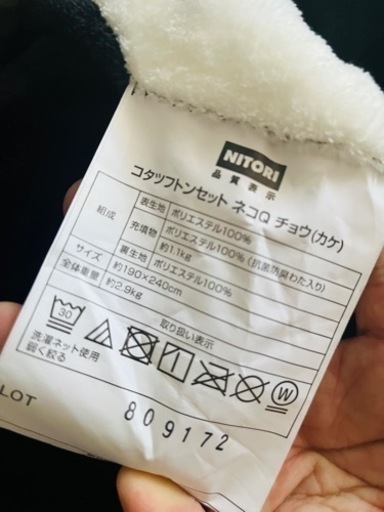 NITORI
品質表示
コタツフトンセット ネコQ チョウ(カケ)
組成 表生地 ポリエステル100%
充填物 ポリエステル100% (抗菌防臭わた入り)
約1.1kg
裏生地 ポリエステル100%
サイズ 約190×240cm
全体重量 約2.9kg
取り扱い表示
30
W
洗濯ネット使用
弱く絞る
LOT
809172